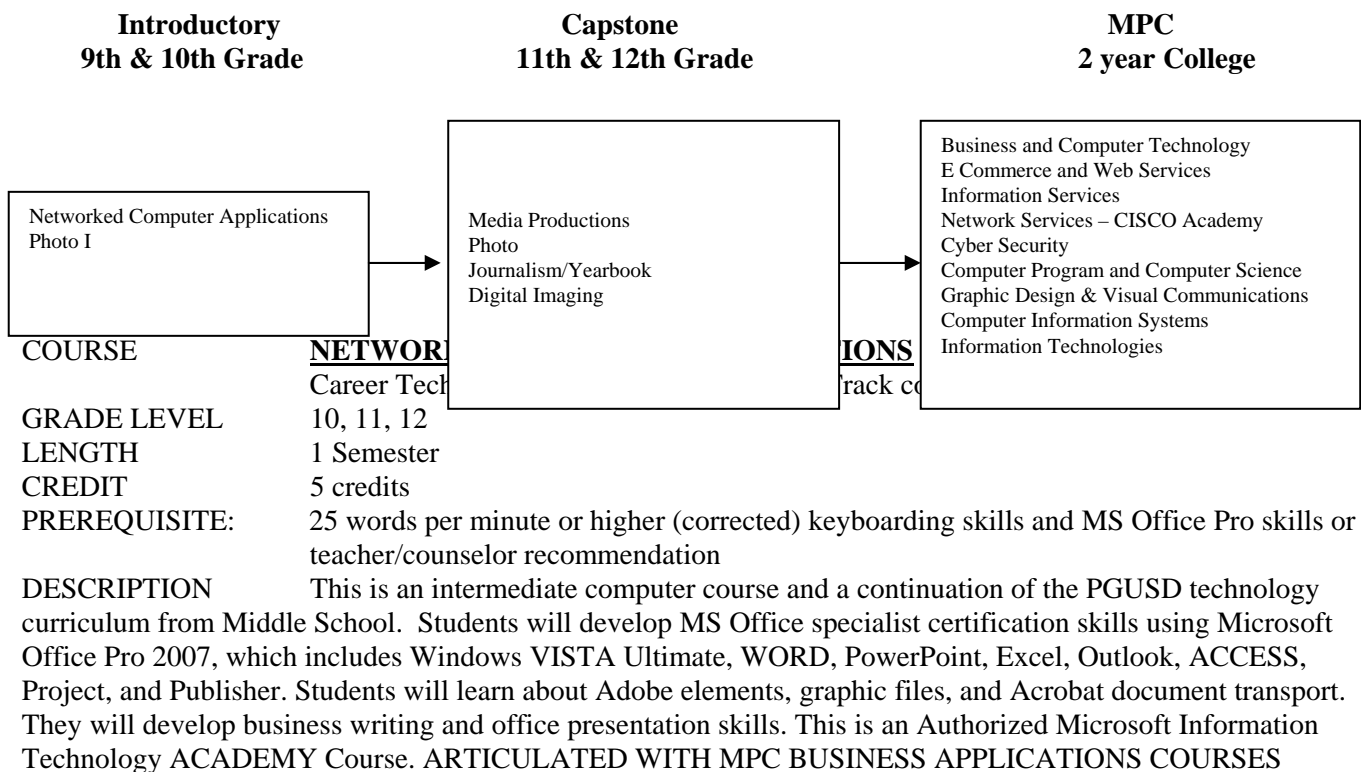 Introductory
9th & 10th Grade
Capstone
11th & 12th Grade
MPC
2 year College
Networked Computer Applications
Photo I
Media Productions
Photo
Journalism/Yearbook
Digital Imaging
Business and Computer Technology
E Commerce and Web Services
Information Services
Network Services – CISCO Academy
Cyber Security
Computer Program and Computer Science
Graphic Design & Visual Communications
Computer Information Systems
Information Technologies
COURSE
Career
GRADE LEVEL 10, 11, 12
LENGTH 1 Semester
CREDIT 5 credits
PREREQUISITE: 25 words per minute or higher (corrected) keyboarding skills and MS Office Pro skills or
teacher/counselor recommendation
DESCRIPTION This is an intermediate computer course and a continuation of the PGUSD technology
curriculum from Middle School. Students will develop MS Office specialist certification skills using Microsoft
Office Pro 2007, which includes Windows VISTA Ultimate, WORD, PowerPoint, Excel, Outlook, ACCESS,
Project, and Publisher. Students will learn about Adobe elements, graphic files, and Acrobat document transport.
They will develop business writing and office presentation skills. This is an Authorized Microsoft Information
Technology ACADEMY Course. ARTICULATED WITH MPC BUSINESS APPLICATIONS COURSES